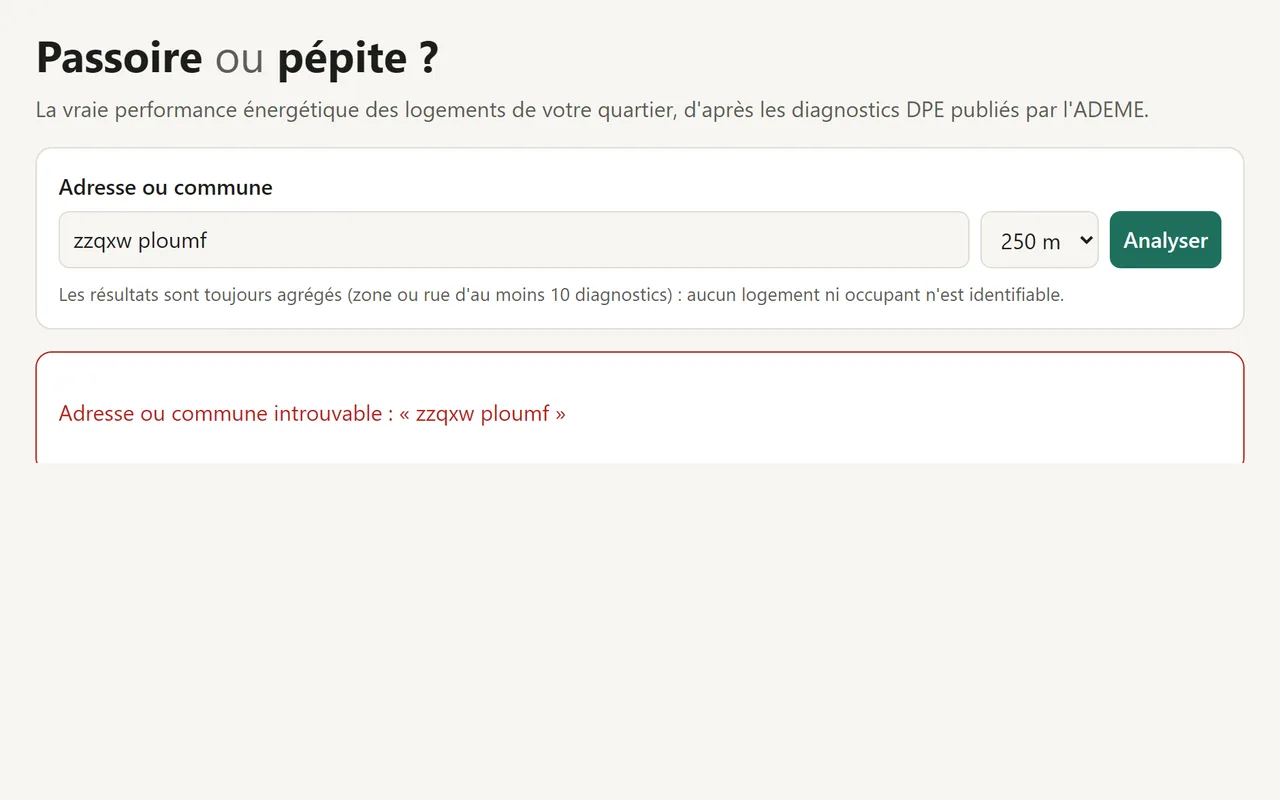 Passoire ou pépite ?
La vraie performance énergétique des logements de votre quartier, d'après les diagnostics DPE publiés par l'ADEME.
Adresse ou commune
zzqxw ploumf
250 m
Analyser
Les résultats sont toujours agrégés (zone ou rue d'au moins 10 diagnostics) : aucun logement ni occupant n'est identifiable.
Adresse ou commune introuvable : « zzqxw ploumf »